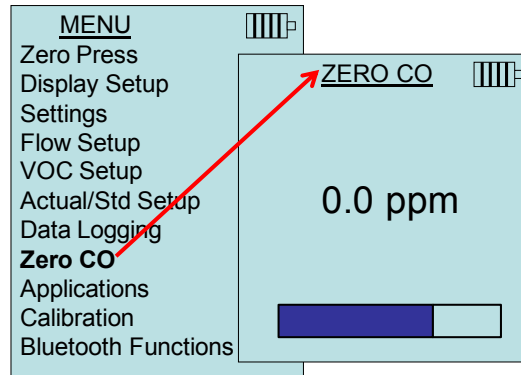 MENU
Zero Press
Display Setup
Settings
Flow Setup
VOC Setup
Actual/Std Setup
Data Logging
Zero CO
Applications
Calibration
Bluetooth Functions
ZERO CO
0.0 ppm